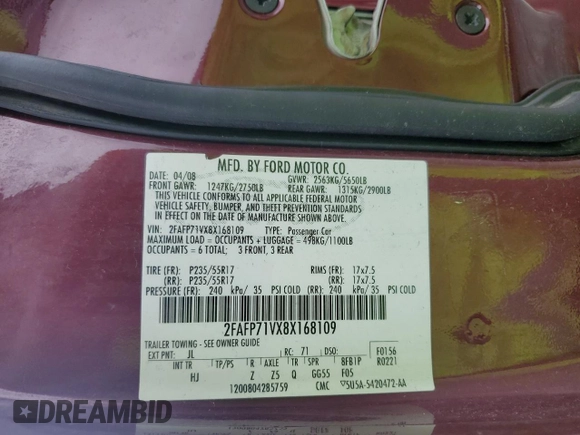 MFD. BY FORD MOTOR CO.
DATE: 04/08 GVWR: 2563KG/5650LB
FRONT GAWR: 1247KG/2750LB REAR GAWR: 1315KG/2900LB
THIS VEHICLE CONFORMS TO ALL APPLICABLE FEDERAL MOTOR
VEHICLE SAFETY, BUMPER, AND THEFT PREVENTION STANDARDS
IN EFFECT ON THE DATE OF MANUFACTURE SHOWN ABOVE.
VIN: 2FAFP71VX8X168109 TYPE: Passenger Car
MAXIMUM LOAD = OCCUPANTS + LUGGAGE = 498KG/1100LB
OCCUPANTS = 6 TOTAL: 3 FRONT, 3 REAR
TIRE (FR): P235/55R17 RIMS (FR): 17x7.5
(RR): P235/55R17 (RR): 17x7.5
PRESSURE (FR): 240 kPa/ 35 PSI COLD (RR) 240 kPa/ 35 PSI COLD
2FAFP71VX8X168109
TRAILER TOWING - SEE OWNER GUIDE
EXT PNT: JL RC: 71 DSO: F0156
INT TR TP/PS R AXLE TR SPR BFB1P R0221
HJ Z Z5 Q GG55 F05
1200804285759 CMC 5U5A-5420472-AA
AUTOBIDMASTER